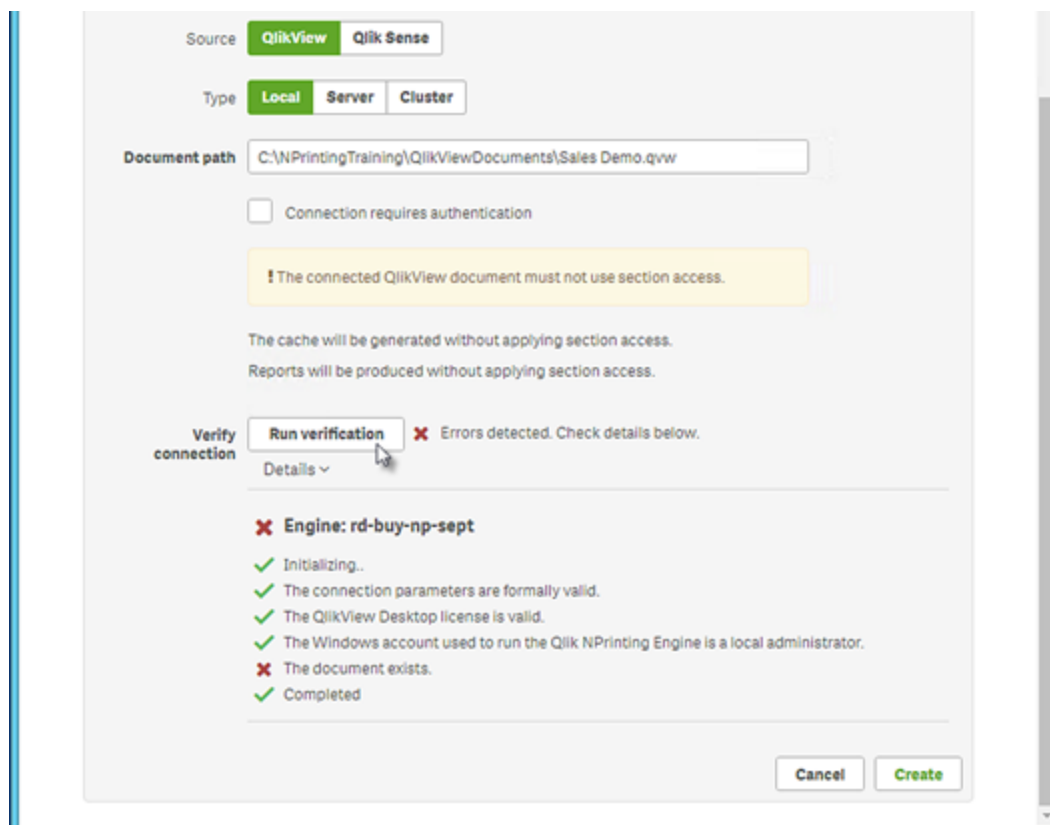 Source QlikView Qlik Sense
Type Local Server Cluster
Document path C:\NPrintingTraining\QlikViewDocuments\Sales Demo.qvw
Connection requires authentication
! The connected QlikView document must not use section access.
The cache will be generated without applying section access.
Reports will be produced without applying section access.
Verify connection Run verification Errors detected. Check details below.
Details
Engine: rd-buy-np-sept
Initializing..
The connection parameters are formally valid.
The QlikView Desktop license is valid.
The Windows account used to run the Qlik NPrinting Engine is a local administrator.
The document exists.
Completed
Cancel Create